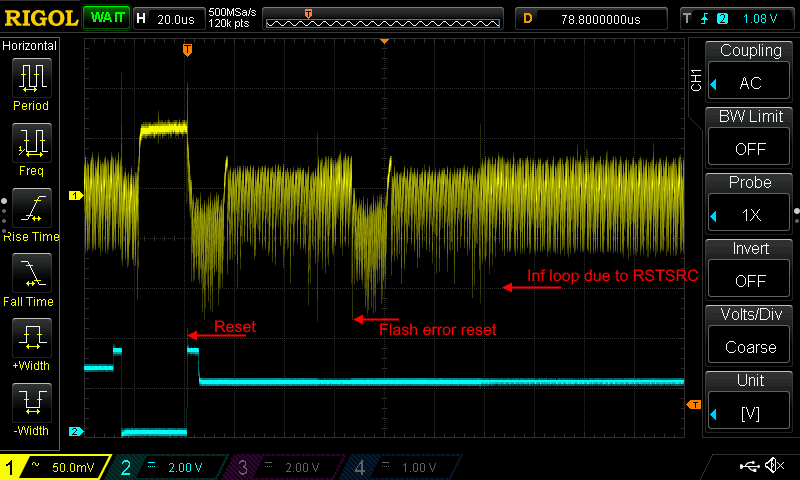 RIGOL WAIT H 20.0us 500MSa/s 120k pts T D 78.8000000us T 2 1.08 V
Horizontal
Period
Freq
Rise Time
Fall Time
+Width
-Width
T
1
2
T
Inf loop due to RSTSRC
Reset
Flash error reset
CH1
Coupling
AC
BW Limit
OFF
Probe
1X
Invert
OFF
Volts/Div
Coarse
Unit
[V]
1 ~ 50.0mV 2 = 2.00 V 3 = 2.00 V 4 = 1.00 V